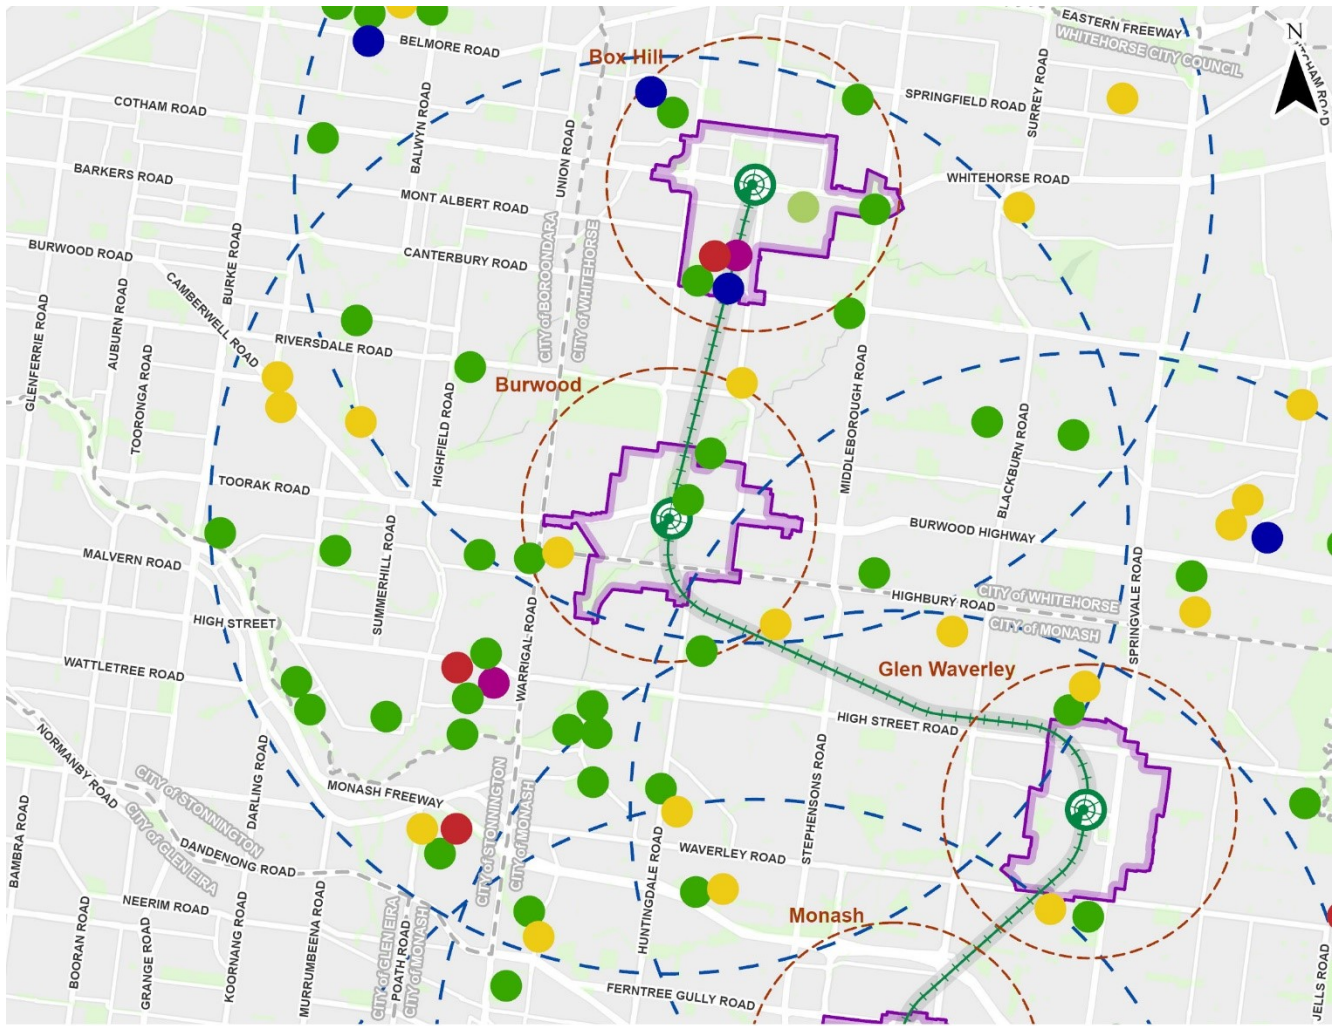 EASTERN FREEWAY
WHITEHORSE CITY COUNCIL
N
BELMORE ROAD
Box Hill
COTHAM ROAD
BALWYN ROAD
UNION ROAD
SPRINGFIELD ROAD
SURREY ROAD
BARKERS ROAD
MONT ALBERT ROAD
WHITEHORSE ROAD
BURWOOD ROAD
CANTERBURY ROAD
CITY of BOROONDARA
CITY of WHITEHORSE
BURKE ROAD
CAMBERWELL ROAD
GLENFERRIE ROAD
AUBURN ROAD
TOORONGA ROAD
RIVERSDALE ROAD
Burwood
HIGHFIELD ROAD
MIDDLEBOROUGH ROAD
BLACKBURN ROAD
TOORAK ROAD
BURWOOD HIGHWAY
MALVERN ROAD
SUMMERHILL ROAD
HIGHBURY ROAD
CITY of WHITEHORSE
CITY of MONASH
SPRINGVALE ROAD
HIGH STREET
WATTLETREE ROAD
WARRIGAL ROAD
Glen Waverley
HIGH STREET ROAD
NORMANBY ROAD
CITY of STONNINGTON
CITY of GLEN EIRA
DARLING ROAD
MONASH FREEWAY
CITY of STONNINGTON
CITY of MONASH
STEPHENSONS ROAD
BAMBRA ROAD
DANDENONG ROAD
WAVERLEY ROAD
HUNTINGDALE ROAD
NEERIM ROAD
Monash
BOORAN ROAD
GRANGE ROAD
KOORNANG ROAD
MURRUMBEENA ROAD
CITY of GLEN EIRA
POATH ROAD
CITY of MONASH
FERNTREE GULLY ROAD
JELLS ROAD